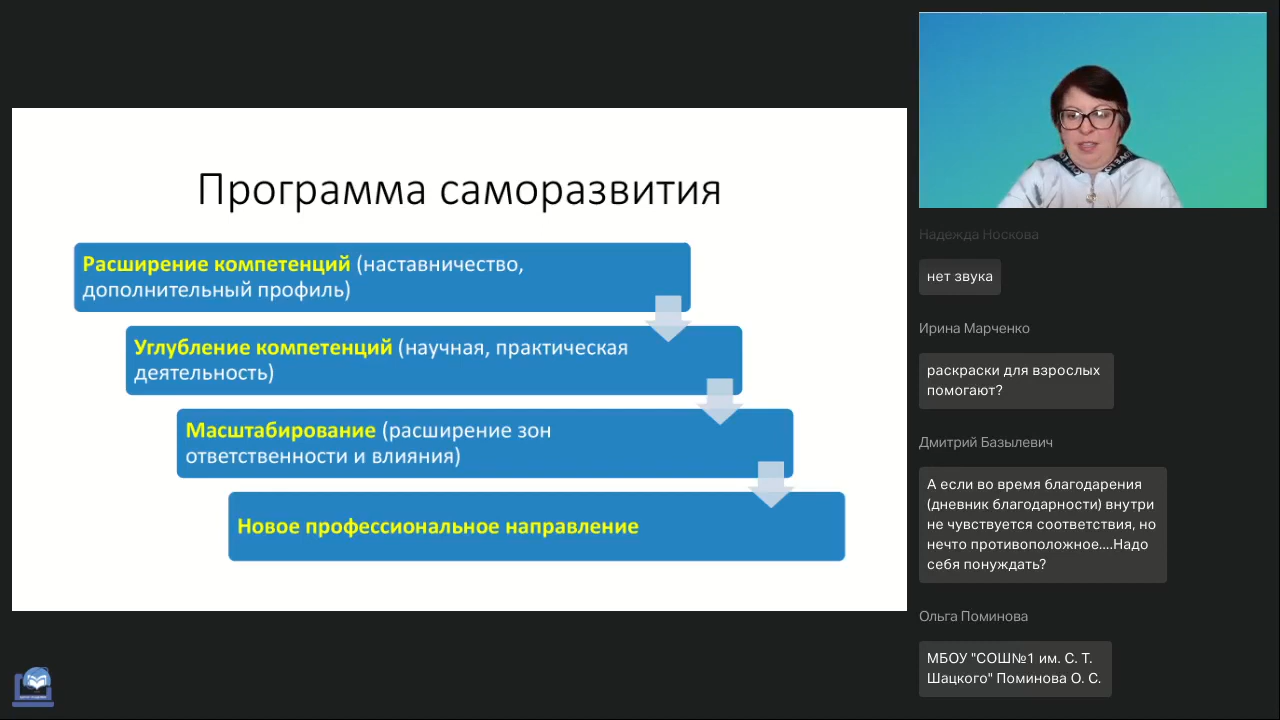 Программа саморазвития
Расширение компетенций (наставничество,
дополнительный профиль)
Углубление компетенций (научная, практическая
деятельность)
Масштабирование (расширение зон
ответственности и влияния)
Новое профессиональное направление
Надежда Носкова
нет звука
Ирина Марченко
раскраски для взрослых
помогают?
Дмитрий Базылевич
А если во время благодарения
(дневник благодарности) внутри
не чувствуется соответствия, но
нечто противоположное....Надо
себя понуждать?
Ольга Поминова
МБОУ "СОШ№1 им. С. Т.
Шацкого" Поминова О. С.